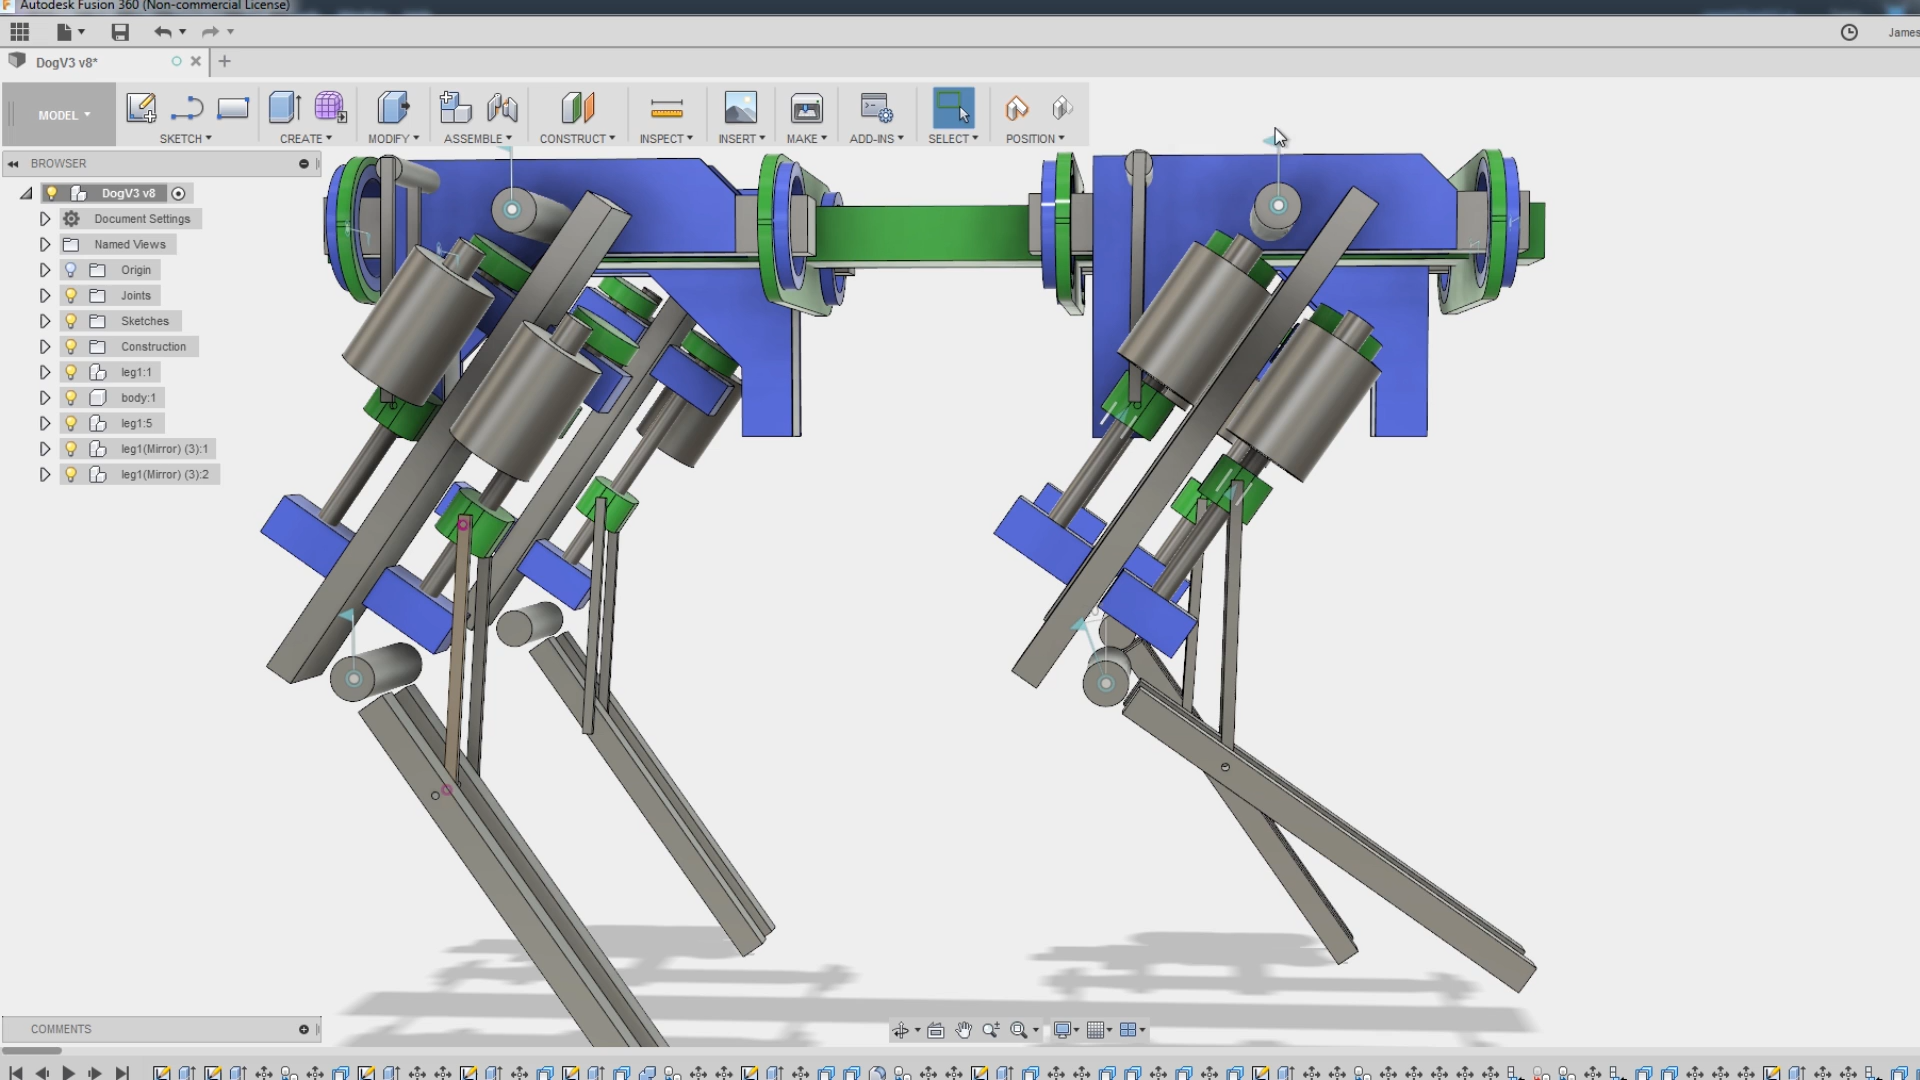 Autodesk Fusion 360 (Non-commercial License)
James
DogV3 v8*
MODEL
SKETCH
CREATE
MODIFY
ASSEMBLE
CONSTRUCT
INSPECT
INSERT
MAKE
ADD-INS
SELECT
POSITION
BROWSER
DogV3 v8
Document Settings
Named Views
Origin
Joints
Sketches
Construction
leg1:1
body:1
leg1:5
leg1(Mirror) (3):1
leg1(Mirror) (3):2
COMMENTS